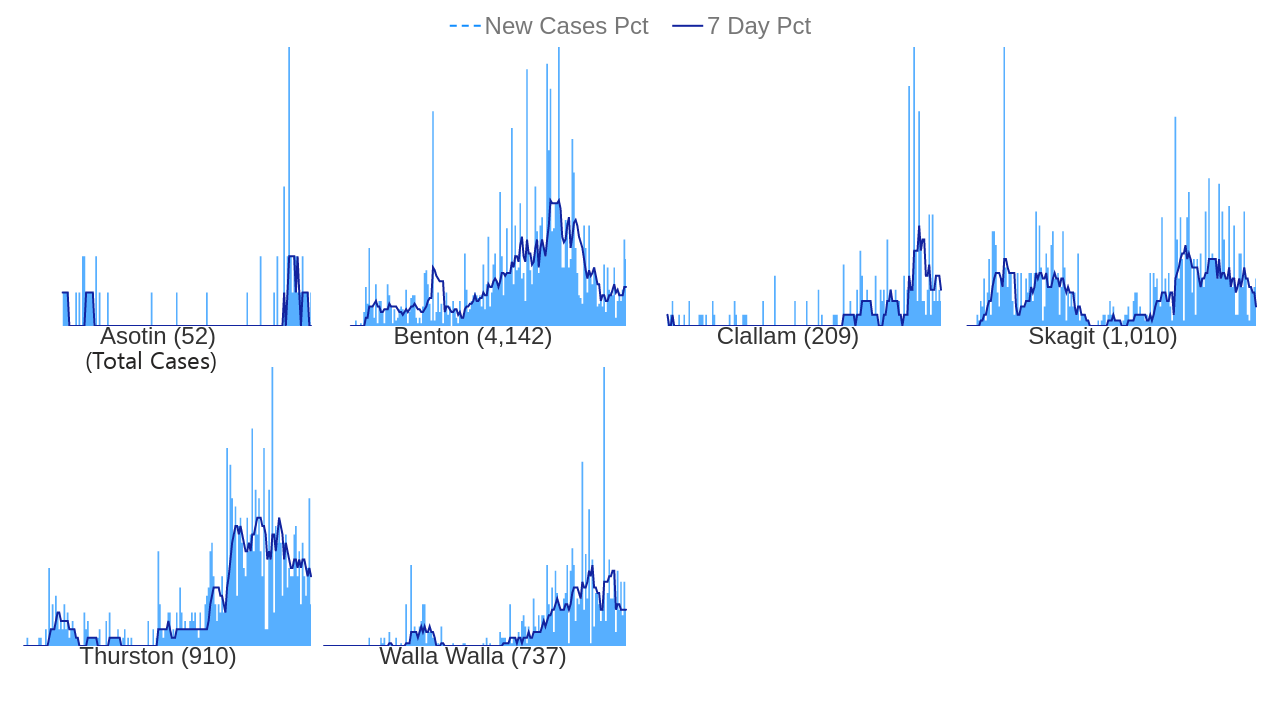 New Cases Pct 7 Day Pct
Asotin (52) Benton (4,142) Clallam (209) Skagit (1,010)
(Total Cases)
Thurston (910) Walla Walla (737)